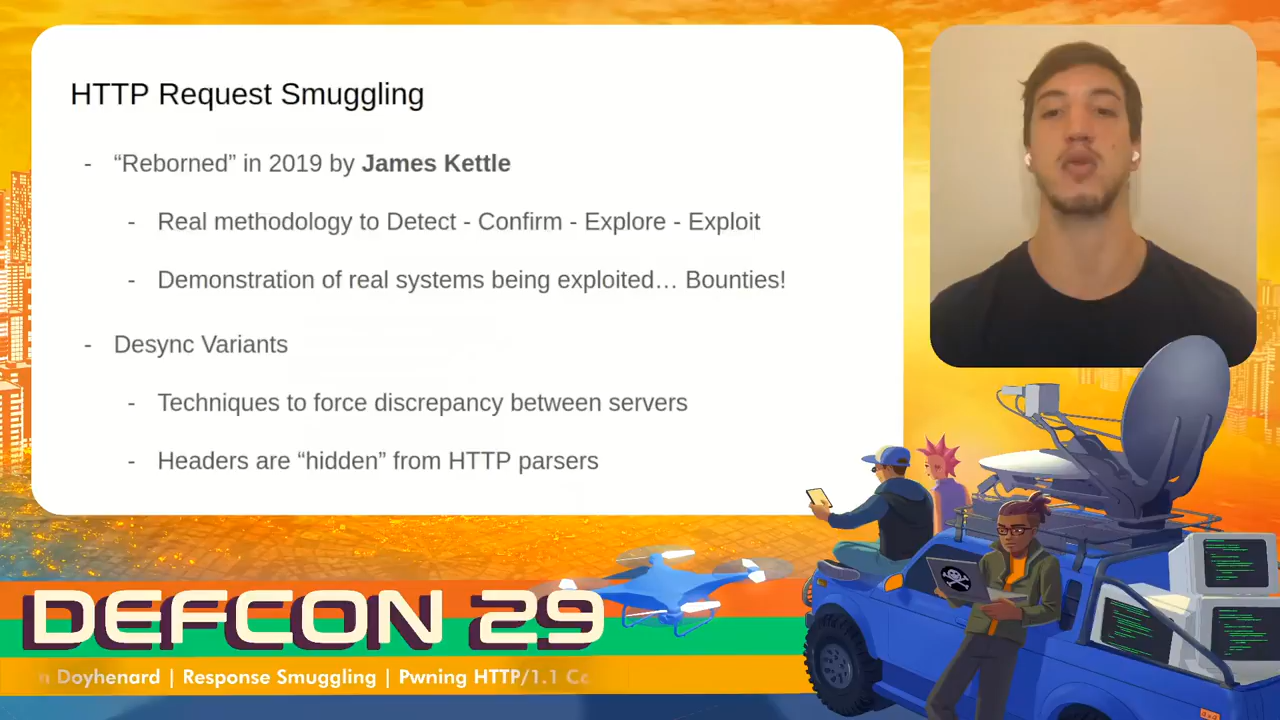 HTTP Request Smuggling
- “Reborned” in 2019 by James Kettle
- Real methodology to Detect - Confirm - Explore - Exploit
- Demonstration of real systems being exploited… Bounties!
- Desync Variants
- Techniques to force discrepancy between servers
- Headers are “hidden” from HTTP parsers
DEFCON 29
n Doyhenard | Response Smuggling | Pwning HTTP/1.1 Co